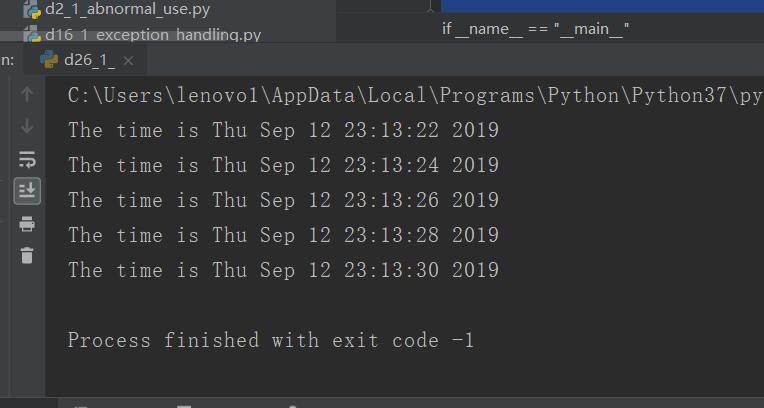 d2_1_abnormal_use.py
if __name__ == "__main__"
d16_1_exception_handling.py
n:
d26_1_
C:\Users\lenovo1\AppData\Local\Programs\Python\Python37\py
The time is Thu Sep 12 23:13:22 2019
The time is Thu Sep 12 23:13:24 2019
The time is Thu Sep 12 23:13:26 2019
The time is Thu Sep 12 23:13:28 2019
The time is Thu Sep 12 23:13:30 2019
Process finished with exit code -1